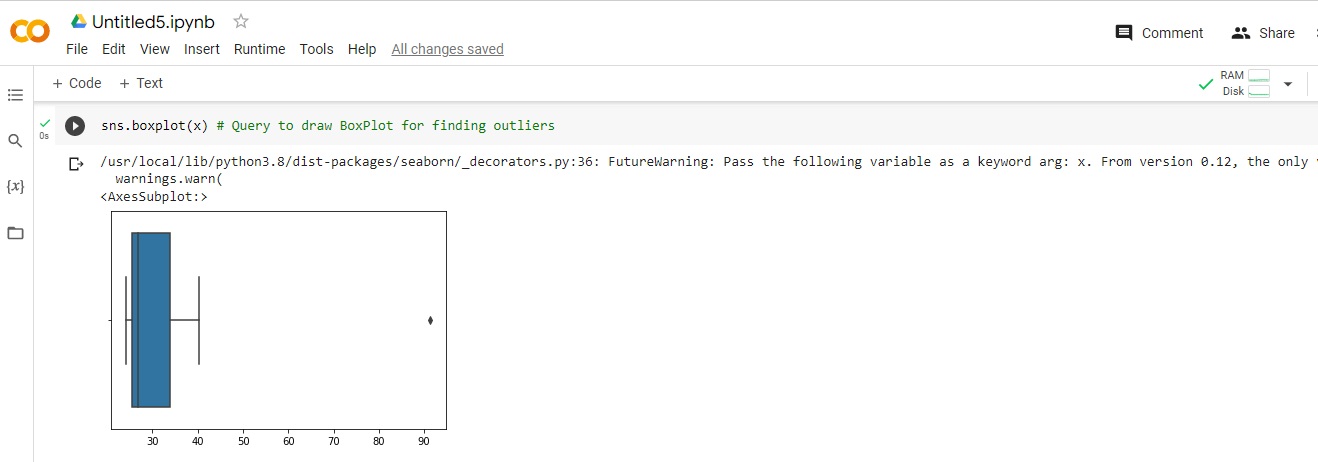 Untitled5.ipynb
File Edit View Insert Runtime Tools Help All changes saved
Comment Share
+ Code + Text
RAM
Disk
{x}
0s
sns.boxplot(x) # Query to draw BoxPlot for finding outliers
/usr/local/lib/python3.8/dist-packages/seaborn/_decorators.py:36: FutureWarning: Pass the following variable as a keyword arg: x. From version 0.12, the only
warnings.warn(
<AxesSubplot:>
30 40 50 60 70 80 90